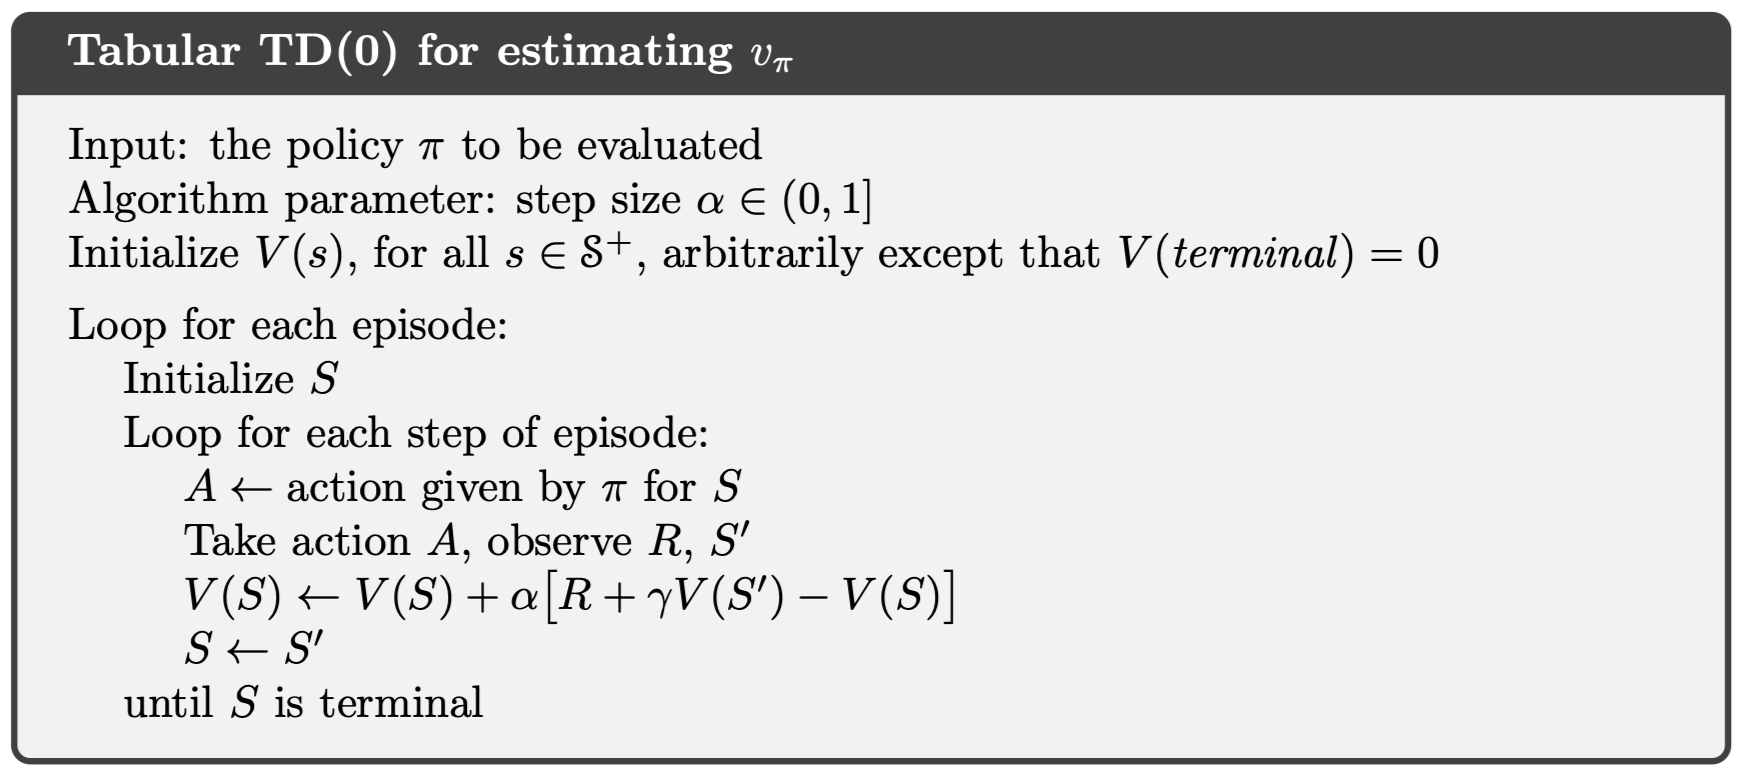 Tabular TD(0) for estimating vπ
Input: the policy π to be evaluated
Algorithm parameter: step size α ∈ (0, 1]
Initialize V(s), for all s ∈ 𝒮⁺, arbitrarily except that V(terminal) = 0
Loop for each episode:
Initialize S
Loop for each step of episode:
A ← action given by π for S
Take action A, observe R, S′
V(S) ← V(S) + α[R + γV(S′) − V(S)]
S ← S′
until S is terminal